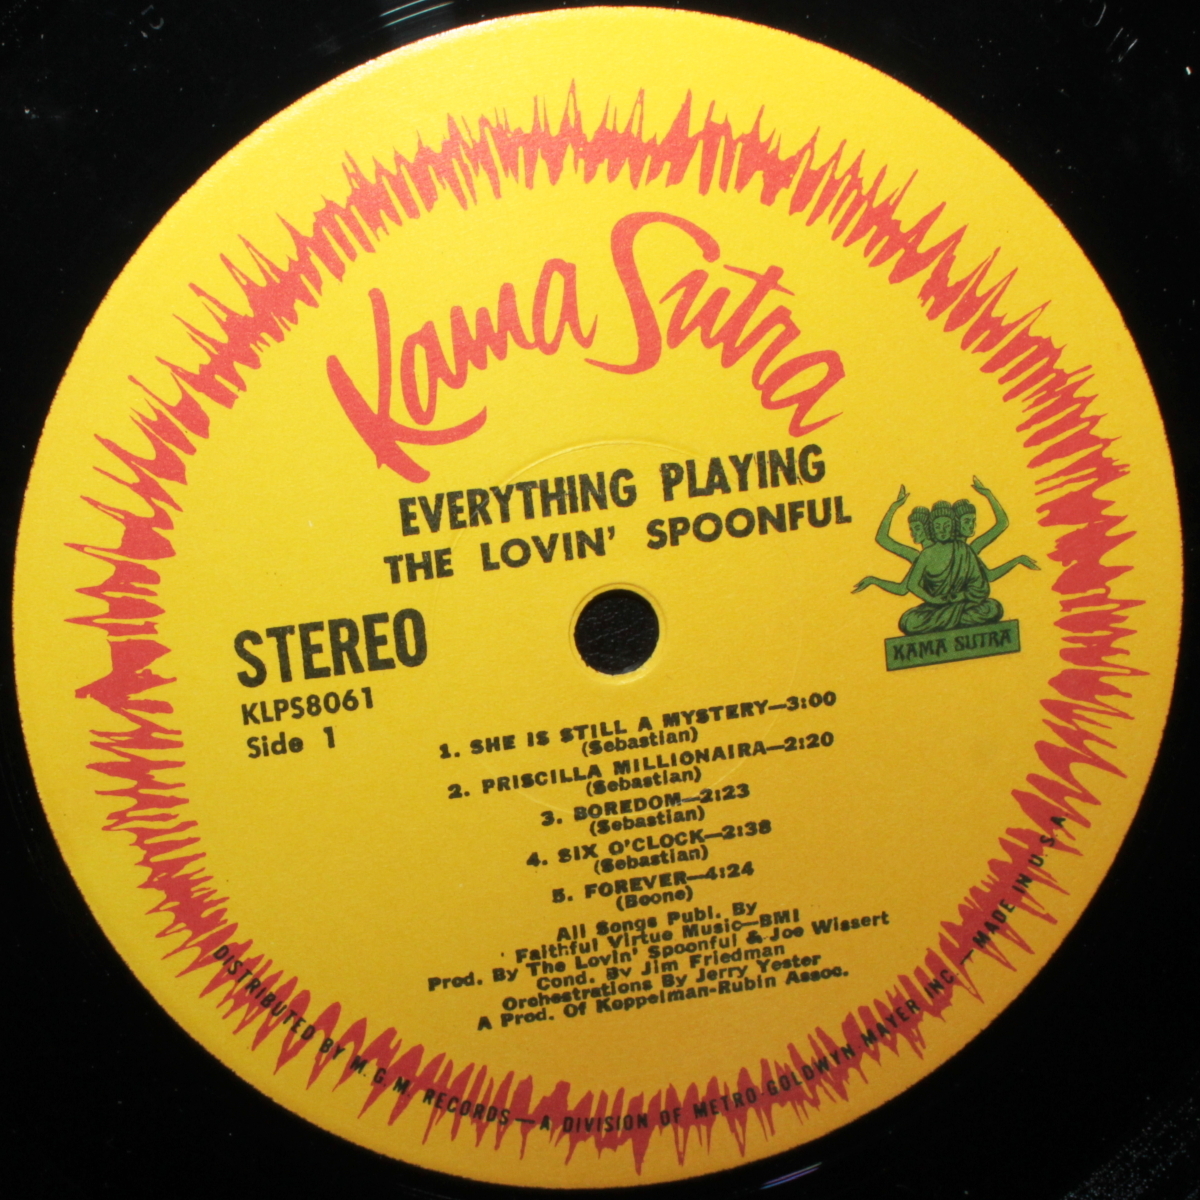 Kama Sutra
EVERYTHING PLAYING
THE LOVIN' SPOONFUL
STEREO
KLPS8061
Side 1
KAMA SUTRA
1. SHE IS STILL A MYSTERY—3:00
(Sebastian)
2. PRISCILLA MILLIONAIRA—2:20
(Sebastian)
3. BOREDOM—2:23
(Sebastian)
4. SIX O'CLOCK—2:38
(Sebastian)
5. FOREVER—4:24
(Boone)
All Songs Publ. By
Faithful Virtue Music—BMI
Prod. By The Lovin' Spoonful & Joe Wissert
Cond. By Jim Friedman
Orchestrations By Jerry Yester
A Prod. Of Koppelman-Rubin Assoc.
DISTRIBUTED BY M.G.M. RECORDS—A DIVISION OF METRO-GOLDWYN MAYER INC.—MADE IN U.S.A.